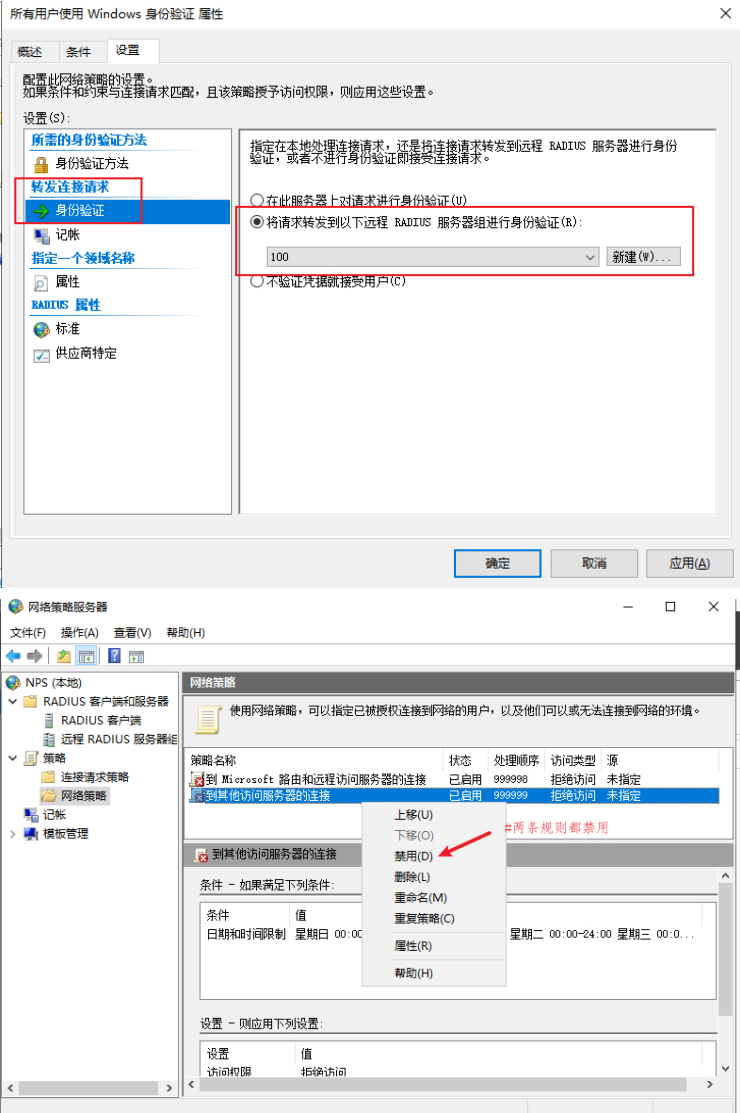 所有用户使用 Windows 身份验证 属性
概述 条件 设置
配置此网络策略的设置。
如果条件和约束与连接请求匹配，且该策略授予访问权限，则应用这些设置。
设置(S):
所需的身份验证方法
身份验证方法
转发连接请求
身份验证
记帐
指定一个领域名称
属性
RADIUS 属性
标准
供应商特定
指定在本地处理连接请求，还是将连接请求转发到远程 RADIUS 服务器进行身份
验证，或者不进行身份验证即接受连接请求。
在此服务器上对请求进行身份验证(U)
将请求转发到以下远程 RADIUS 服务器组进行身份验证(R):
100 新建(W)...
不验证凭据就接受用户(C)
确定 取消 应用(A)
网络策略服务器
文件(F) 操作(A) 查看(V) 帮助(H)
NPS (本地)
RADIUS 客户端和服务器
RADIUS 客户端
远程 RADIUS 服务器组
策略
连接请求策略
网络策略
记帐
模板管理
网络策略
使用网络策略，可以指定已被授权连接到网络的用户，以及他们可以或无法连接到网络的环境。
策略名称 状态 处理顺序 访问类型 源
到 Microsoft 路由和远程访问服务器的连接 已启用 999998 拒绝访问 未指定
到其他访问服务器的连接 已启用 999999 拒绝访问 未指定
上移(U)
下移(O)
禁用(D)
删除(L)
重命名(M)
重复策略(C)
属性(R)
帮助(H)
#两条规则都禁用
到其他访问服务器的连接
条件 - 如果满足下列条件:
条件 值
日期和时间限制 星期日 00:00 星期二 00:00-24:00 星期三 00:0...
设置 - 则应用下列设置:
设置 值
访问权限 拒绝访问